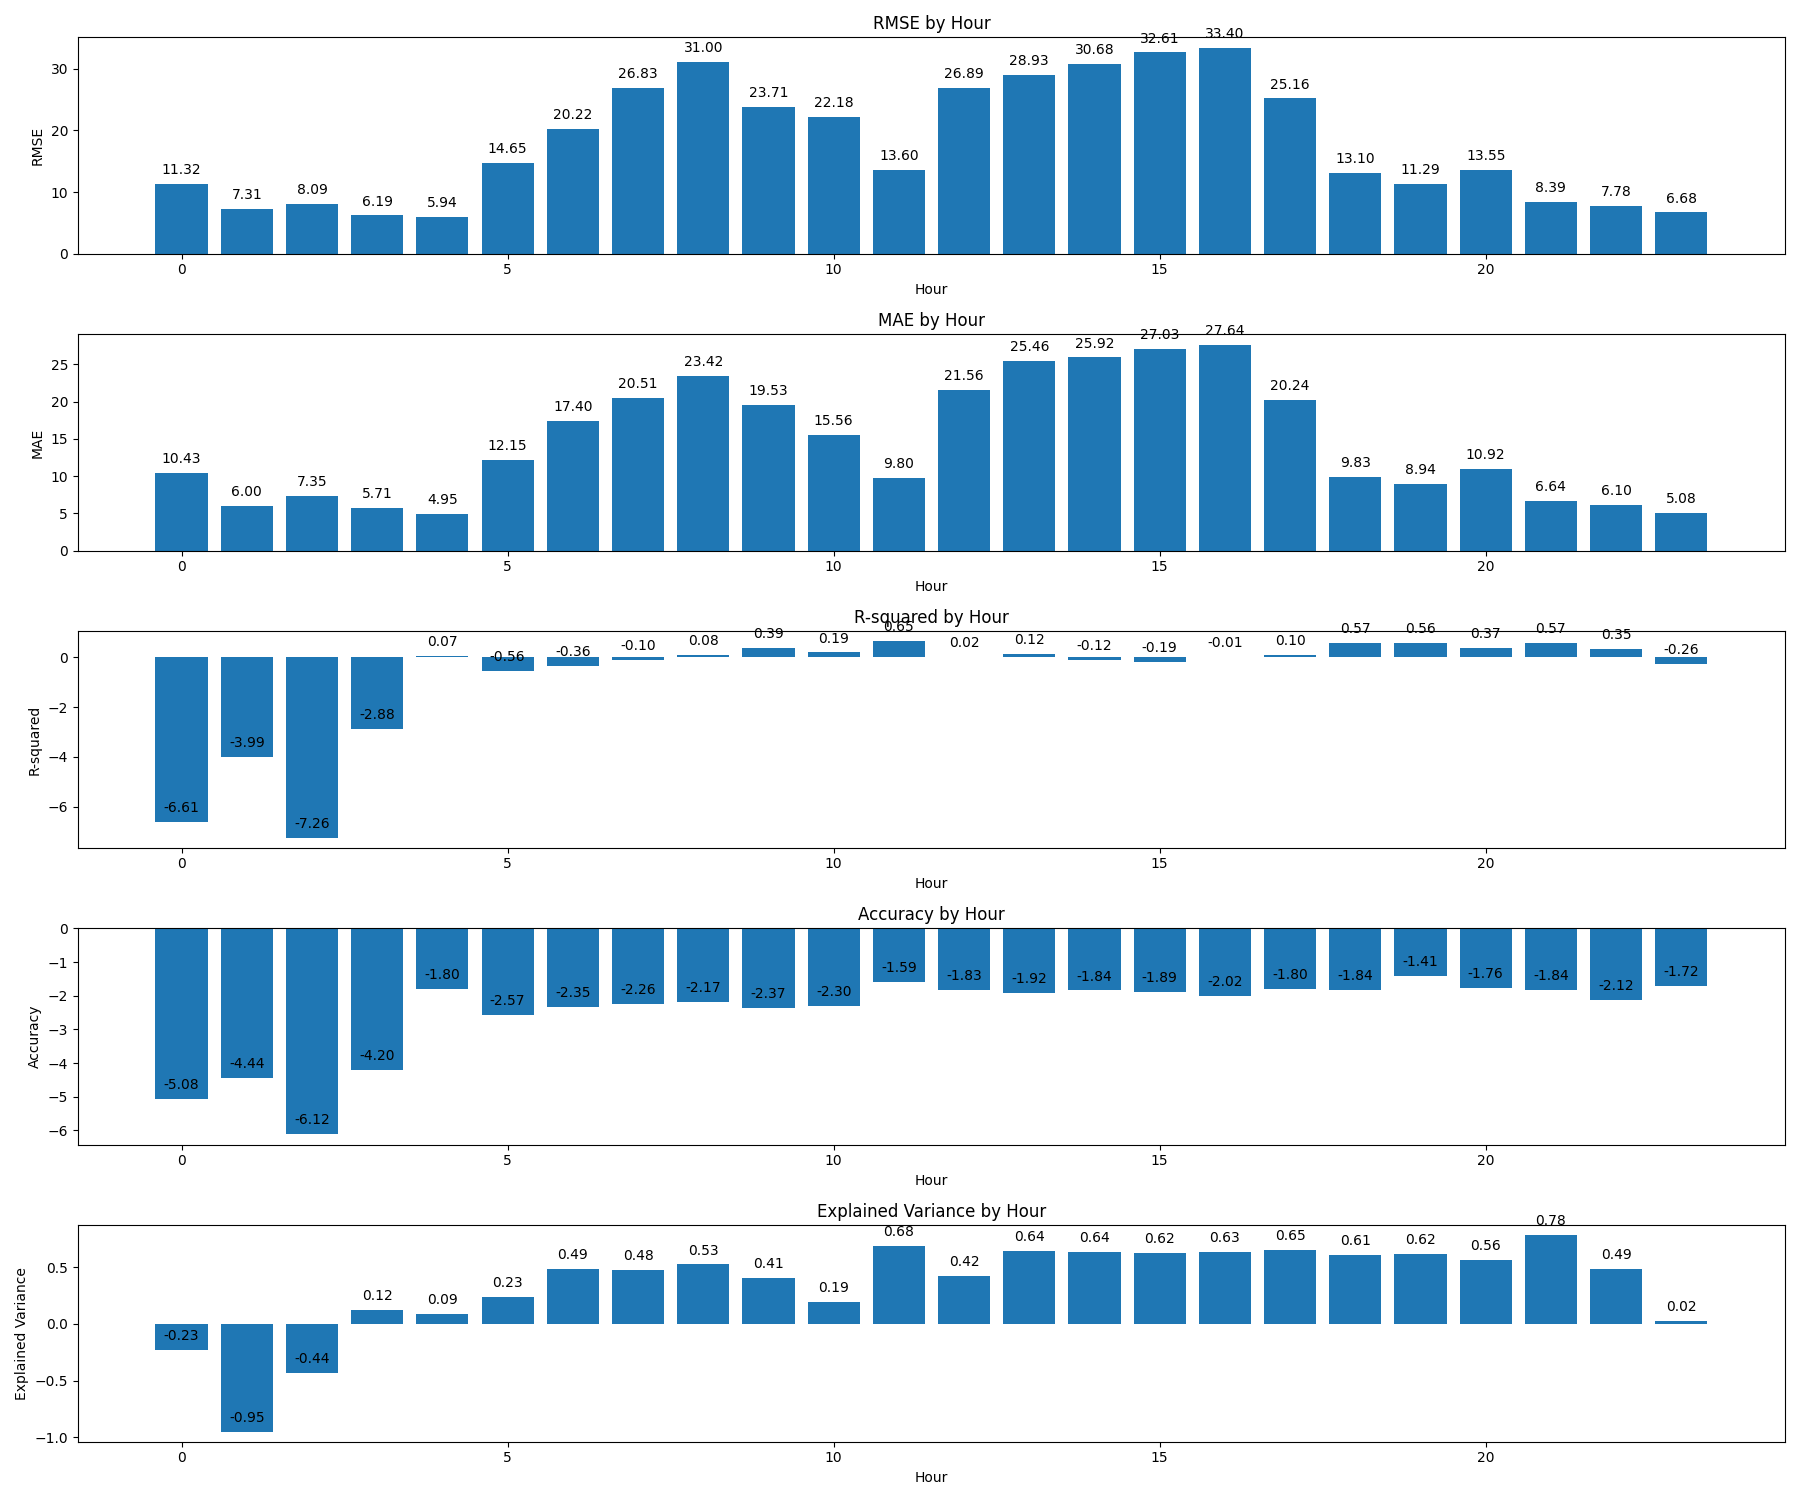 RMSE by Hour
RMSE
30
20
10
0
11.32 7.31 8.09 6.19 5.94 14.65 20.22 26.83 31.00 23.71 22.18 13.60 26.89 28.93 30.68 32.61 33.40 25.16 13.10 11.29 13.55 8.39 7.78 6.68
0 5 10 15 20
Hour
MAE by Hour
MAE
25
20
15
10
5
0
10.43 6.00 7.35 5.71 4.95 12.15 17.40 20.51 23.42 19.53 15.56 9.80 21.56 25.46 25.92 27.03 27.64 20.24 9.83 8.94 10.92 6.64 6.10 5.08
0 5 10 15 20
Hour
R-squared by Hour
R-squared
0
−2
−4
−6
-6.61 -3.99 -7.26 -2.88 0.07 -0.56 -0.36 -0.10 0.08 0.39 0.19 0.65 0.02 0.12 -0.12 -0.19 -0.01 0.10 0.57 0.56 0.37 0.57 0.35 -0.26
0 5 10 15 20
Hour
Accuracy by Hour
Accuracy
0
−1
−2
−3
−4
−5
−6
-5.08 -4.44 -6.12 -4.20 -1.80 -2.57 -2.35 -2.26 -2.17 -2.37 -2.30 -1.59 -1.83 -1.92 -1.84 -1.89 -2.02 -1.80 -1.84 -1.41 -1.76 -1.84 -2.12 -1.72
0 5 10 15 20
Hour
Explained Variance by Hour
Explained Variance
0.5
0.0
−0.5
−1.0
-0.23 -0.95 -0.44 0.12 0.09 0.23 0.49 0.48 0.53 0.41 0.19 0.68 0.42 0.64 0.64 0.62 0.63 0.65 0.61 0.62 0.56 0.78 0.49 0.02
0 5 10 15 20
Hour